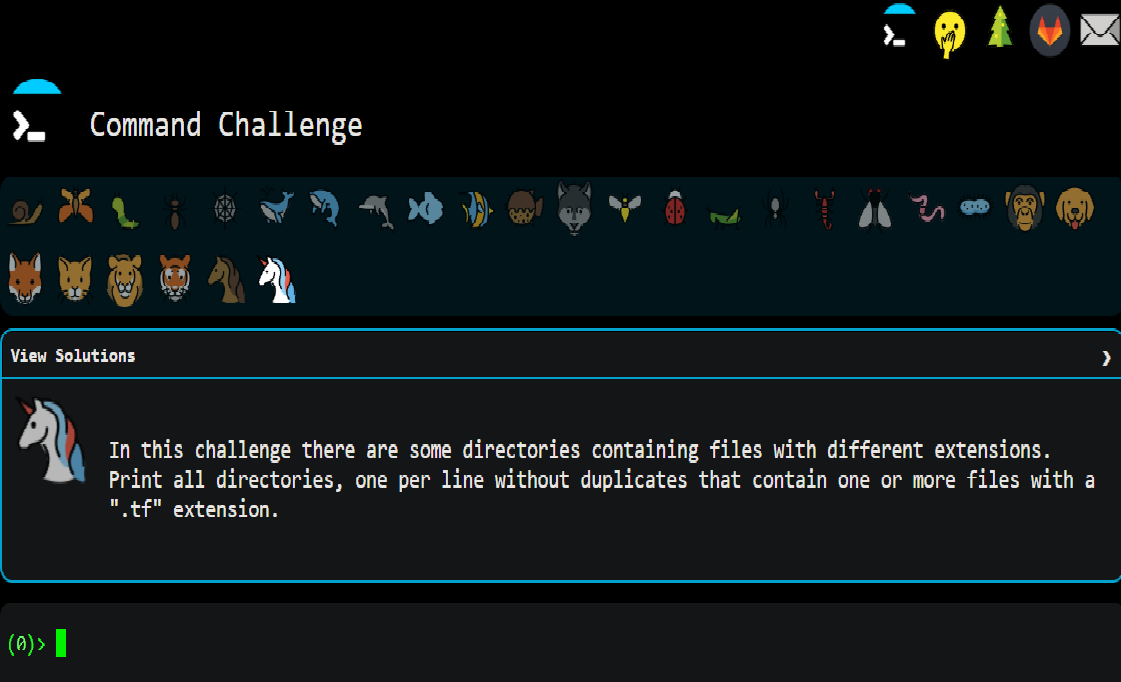 Command Challenge
View Solutions
In this challenge there are some directories containing files with different extensions.
Print all directories, one per line without duplicates that contain one or more files with a
".tf" extension.
(0)>